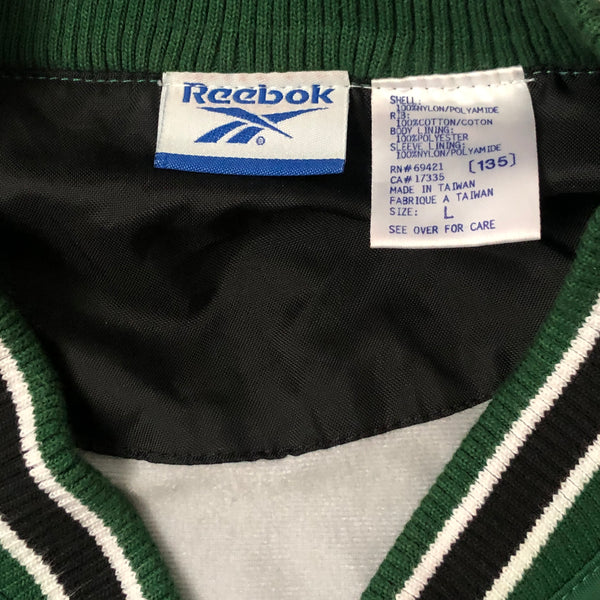 Reebok
®
SHELL:
100%NYLON/POLYAMIDE
RIB:
100%COTTON/COTON
BODY LINING:
100%POLYESTER
SLEEVE LINING:
100%NYLON/POLYAMIDE
RN# 69421 [135]
CA# 17335
MADE IN TAIWAN
FABRIQUE A TAIWAN
SIZE: L
SEE OVER FOR CARE